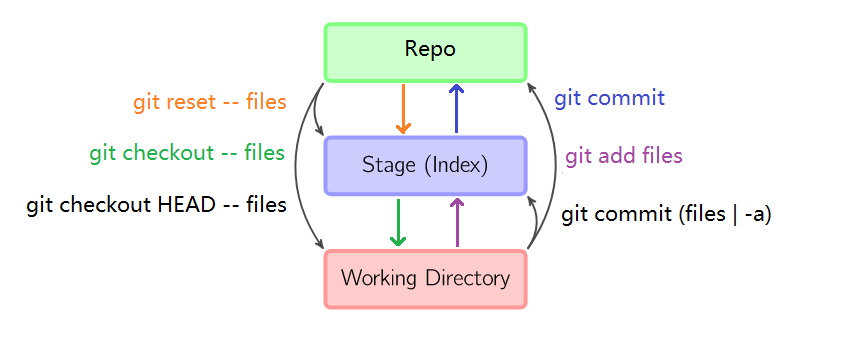 Repo
git reset -- files
git commit
git checkout -- files
Stage (Index)
git add files
git checkout HEAD -- files
git commit (files | -a)
Working Directory